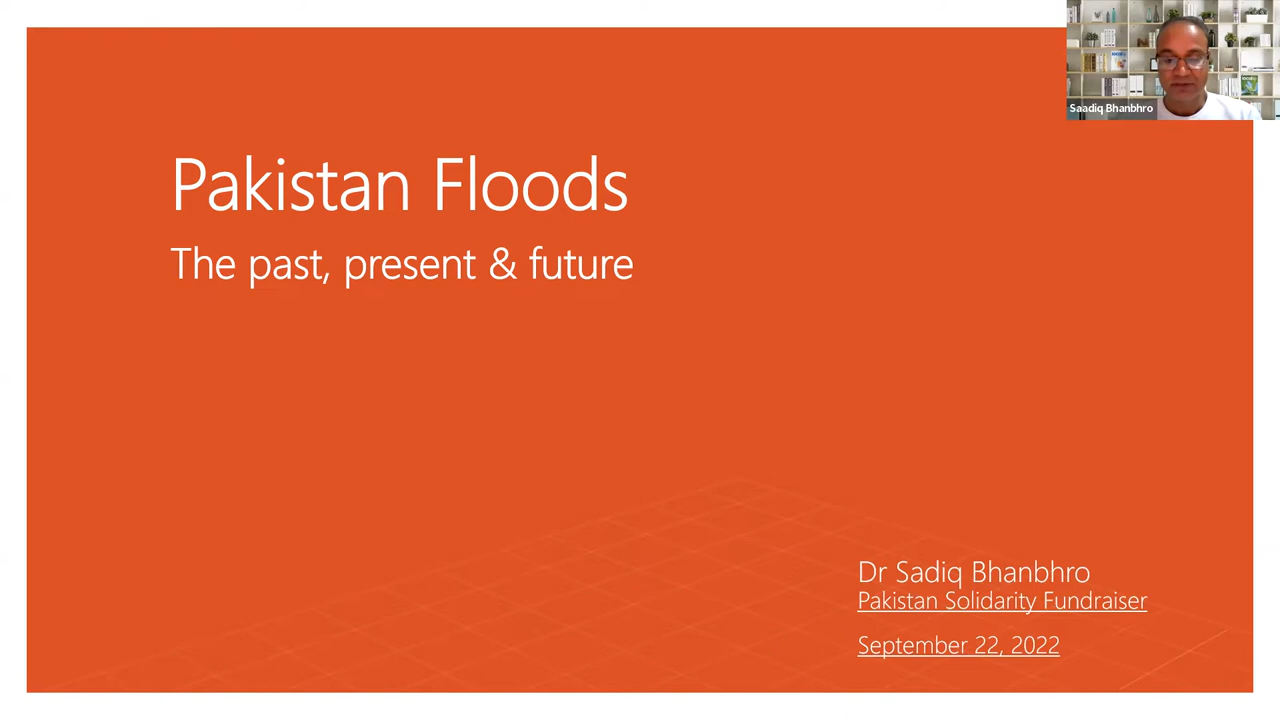 Saadiq Bhanbhro
Pakistan Floods
The past, present & future
Dr Sadiq Bhanbhro
Pakistan Solidarity Fundraiser
September 22, 2022